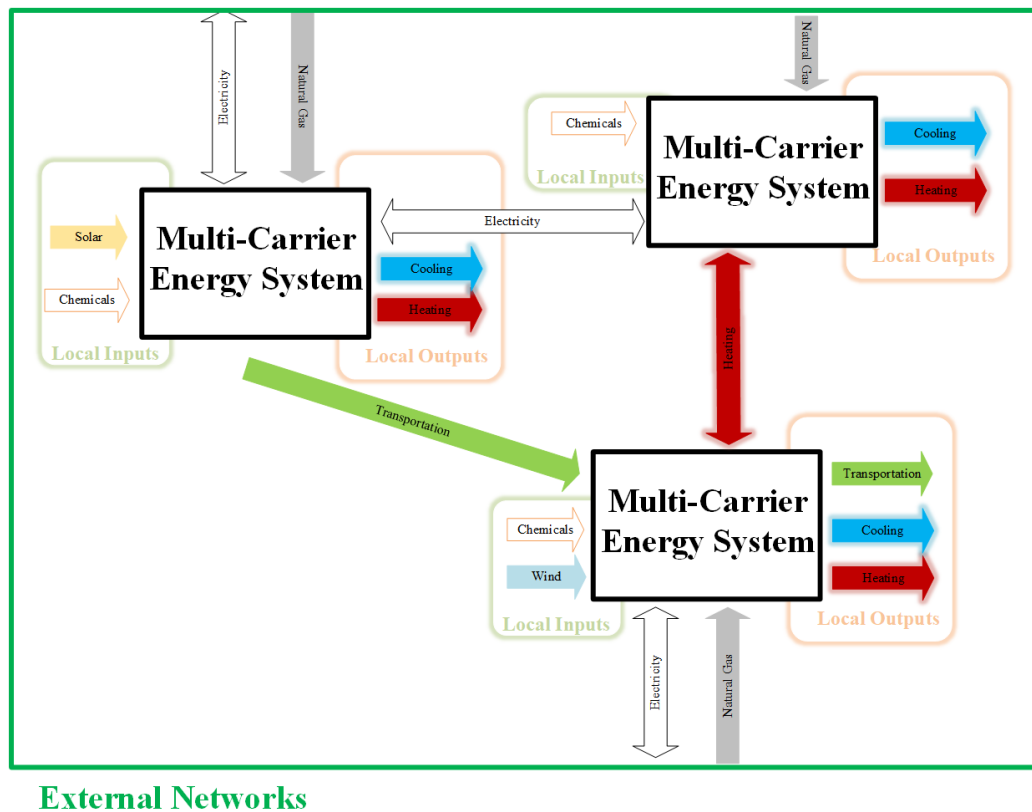 Electricity
Natural Gas
Natural Gas
Chemicals
Local Inputs
Multi-Carrier
Energy System
Cooling
Heating
Local Outputs
Electricity
Solar
Chemicals
Local Inputs
Multi-Carrier
Energy System
Cooling
Heating
Local Outputs
Heating
Transportation
Chemicals
Wind
Local Inputs
Multi-Carrier
Energy System
Transportation
Cooling
Heating
Local Outputs
Electricity
Natural Gas
External Networks